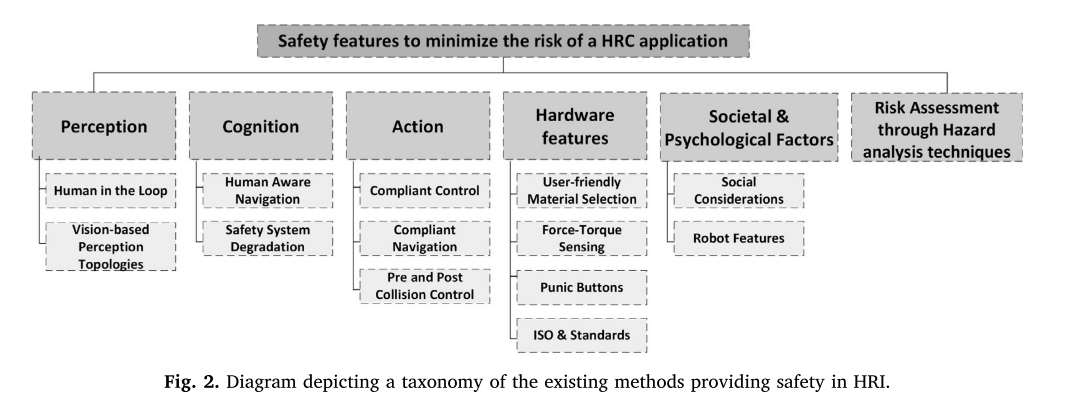 Safety features to minimize the risk of a HRC application
Perception
Human in the Loop
Vision-based
Perception
Topologies
Cognition
Human Aware
Navigation
Safety System
Degradation
Action
Compliant Control
Compliant
Navigation
Pre and Post
Collision Control
Hardware
features
User-friendly
Material Selection
Force-Torque
Sensing
Punic Buttons
ISO & Standards
Societal &
Psychological Factors
Social
Considerations
Robot Features
Risk Assessment
through Hazard
analysis techniques
Fig. 2. Diagram depicting a taxonomy of the existing methods providing safety in HRI.